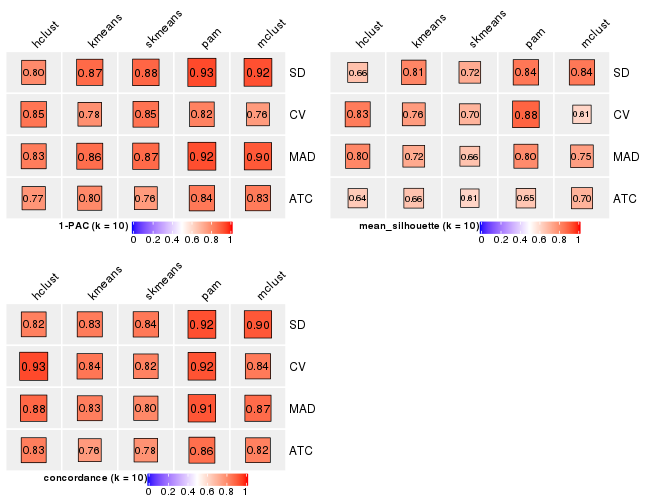 hclust kmeans skmeans pam mclust
0.80 0.87 0.88 0.93 0.92 SD
0.85 0.78 0.85 0.82 0.76 CV
0.83 0.86 0.87 0.92 0.90 MAD
0.77 0.80 0.76 0.84 0.83 ATC
1-PAC (k = 10)
0 0.2 0.4 0.6 0.8 1
hclust kmeans skmeans pam mclust
0.66 0.81 0.72 0.84 0.84 SD
0.83 0.76 0.70 0.88 0.61 CV
0.80 0.72 0.66 0.80 0.75 MAD
0.64 0.66 0.61 0.65 0.70 ATC
mean_silhouette (k = 10)
0 0.2 0.4 0.6 0.8 1
hclust kmeans skmeans pam mclust
0.82 0.83 0.84 0.92 0.90 SD
0.93 0.84 0.82 0.92 0.84 CV
0.88 0.83 0.80 0.91 0.87 MAD
0.83 0.76 0.78 0.86 0.82 ATC
concordance (k = 10)
0 0.2 0.4 0.6 0.8 1